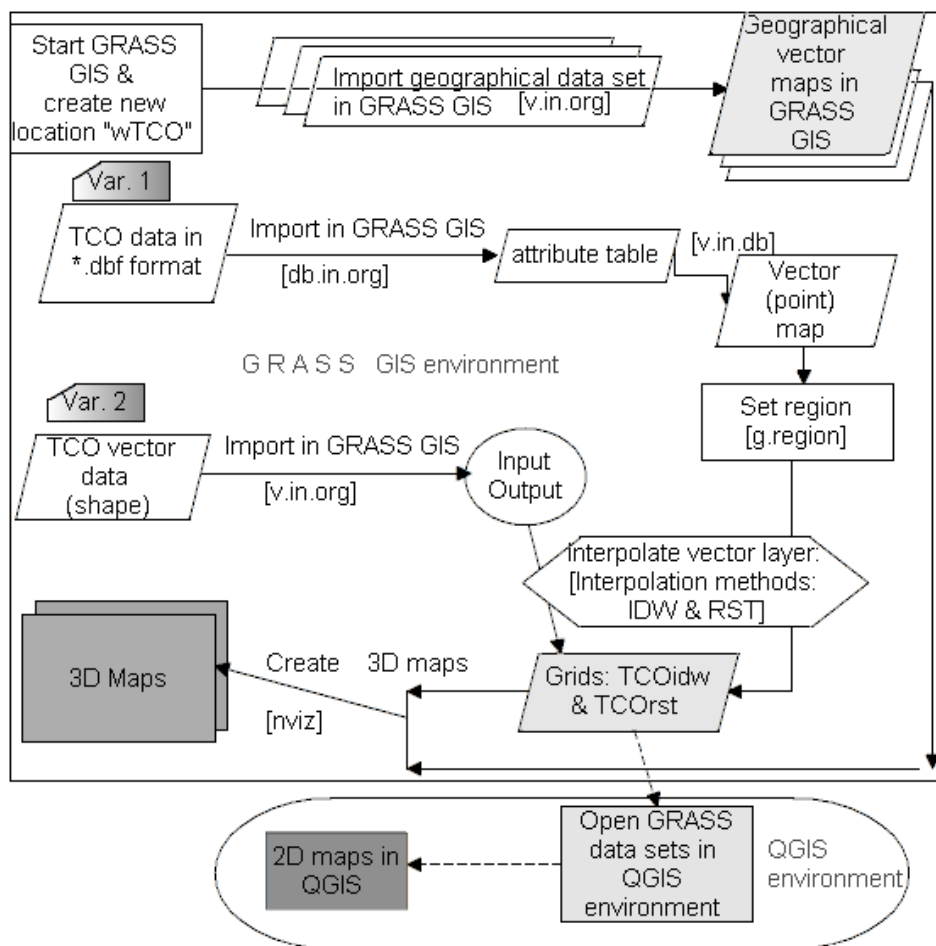 Start GRASS
GIS &
create new
location "wTCO"
Import geographical data set
in GRASS GIS [v.in.org]
Geographical
vector
maps in
GRASS
GIS
Var. 1
TCO data in
*.dbf format
Import in GRASS GIS
[db.in.org]
attribute table
[v.in.db]
Vector
(point)
map
G R A S S GIS environment
Set region
[g.region]
Var. 2
TCO vector
data
(shape)
Import in GRASS GIS
[v.in.org]
Input
Output
Interpolate vector layer:
[Interpolation methods:
IDW & RST]
Grids: TCOidw
& TCOrst
Create 3D maps
[nviz]
3D Maps
Open GRASS
data sets in
QGIS
environment
QGIS
environment
2D maps in
QGIS